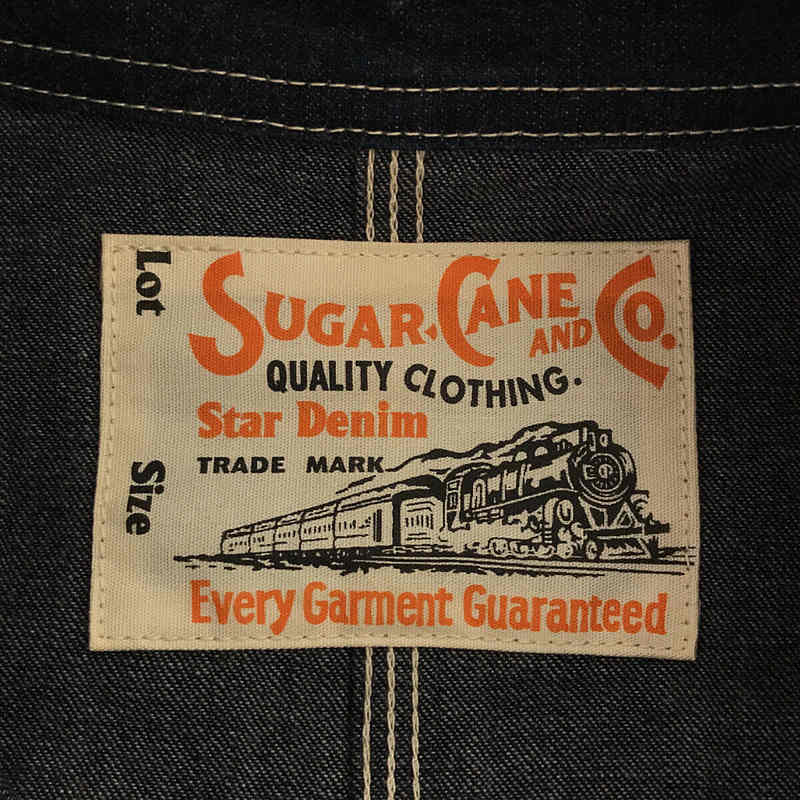 Lot
SUGAR CANE AND CO.
QUALITY CLOTHING.
Star Denim
TRADE MARK
Size
Every Garment Guaranteed